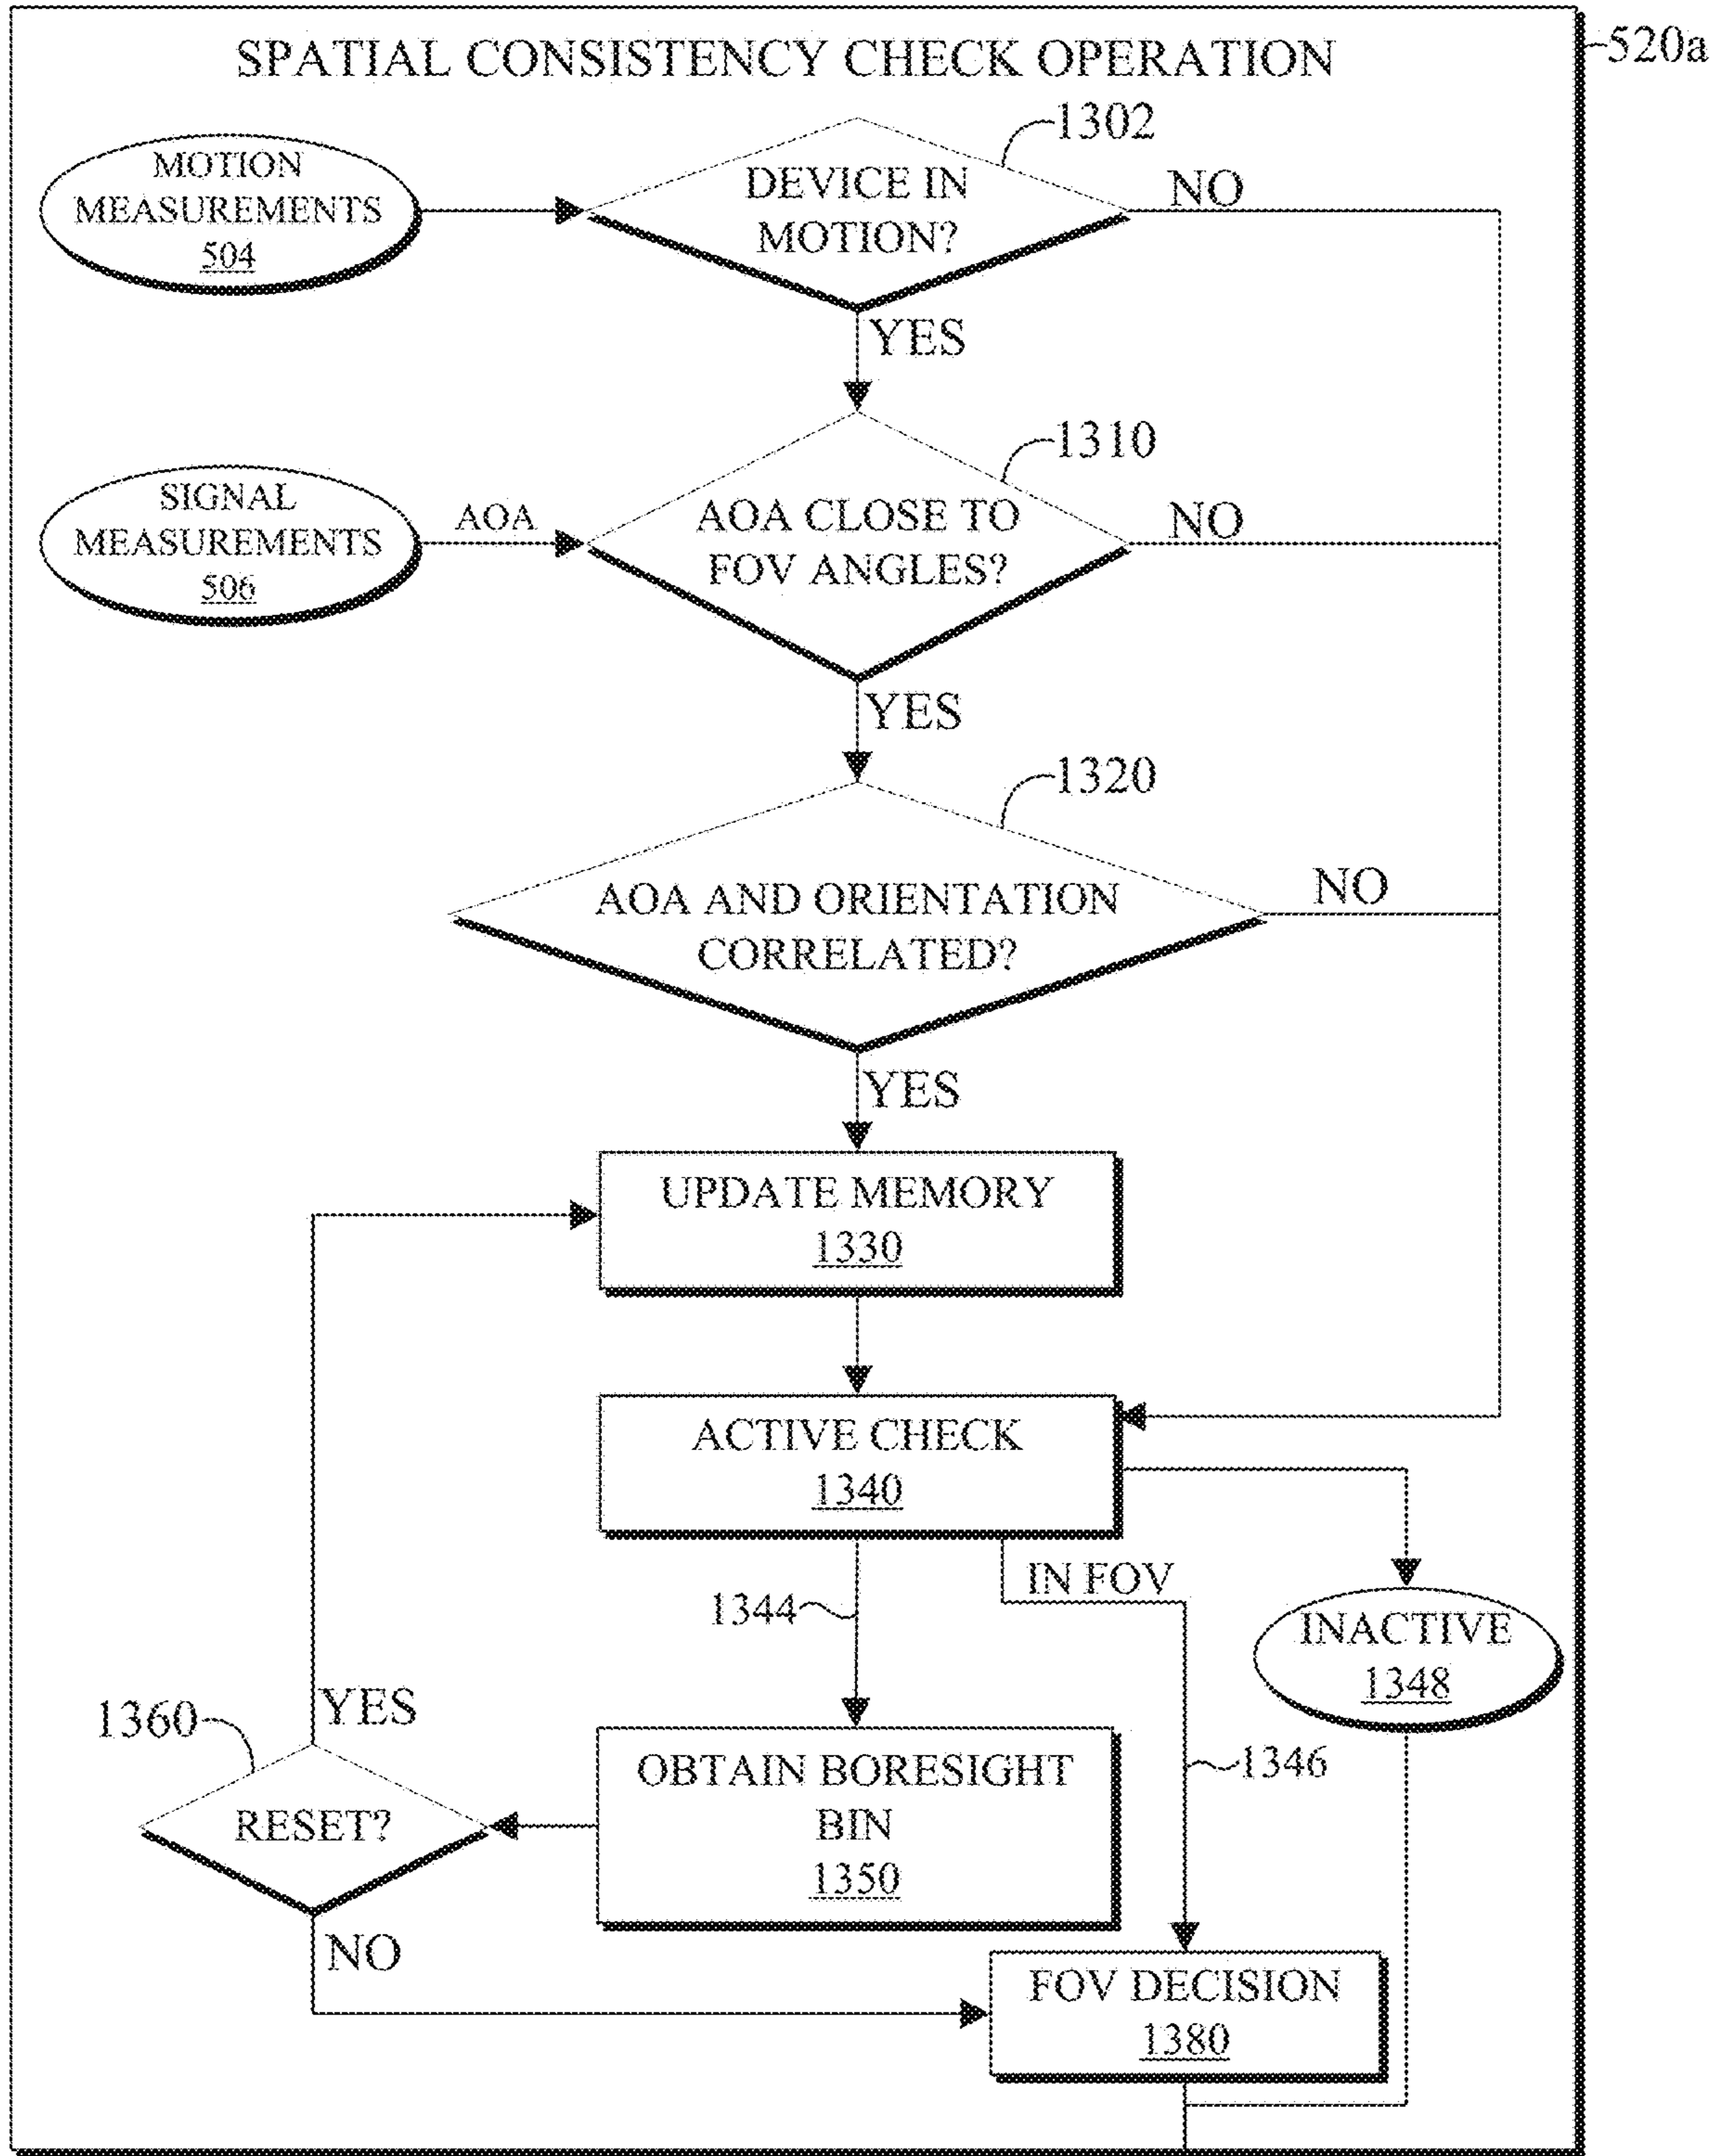 SPATIAL CONSISTENCY CHECK OPERATION
520a
1302
MOTION
MEASUREMENTS
504
DEVICE IN
MOTION?
NO
YES
1310
SIGNAL
MEASUREMENTS
506
AOA
AOA CLOSE TO
FOV ANGLES?
NO
YES
1320
AOA AND ORIENTATION
CORRELATED?
NO
YES
UPDATE MEMORY
1330
ACTIVE CHECK
1340
1344
IN FOV
INACTIVE
1348
1360
YES
RESET?
OBTAIN BORESIGHT
BIN
1350
1346
NO
FOV DECISION
1380